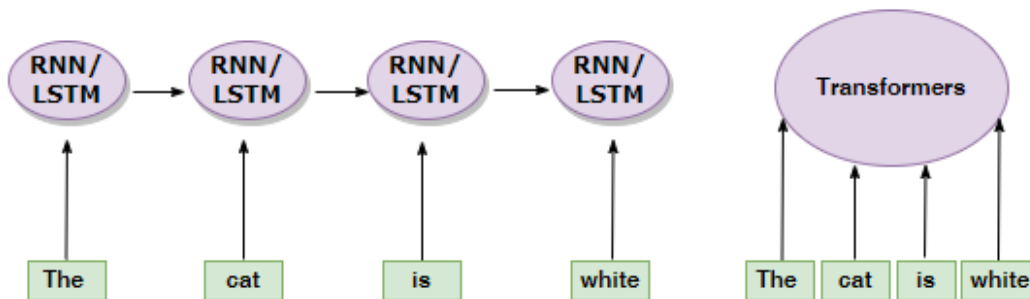 RNN/
LSTM
RNN/
LSTM
RNN/
LSTM
RNN/
LSTM
The
cat
is
white
Transformers
The
cat
is
white